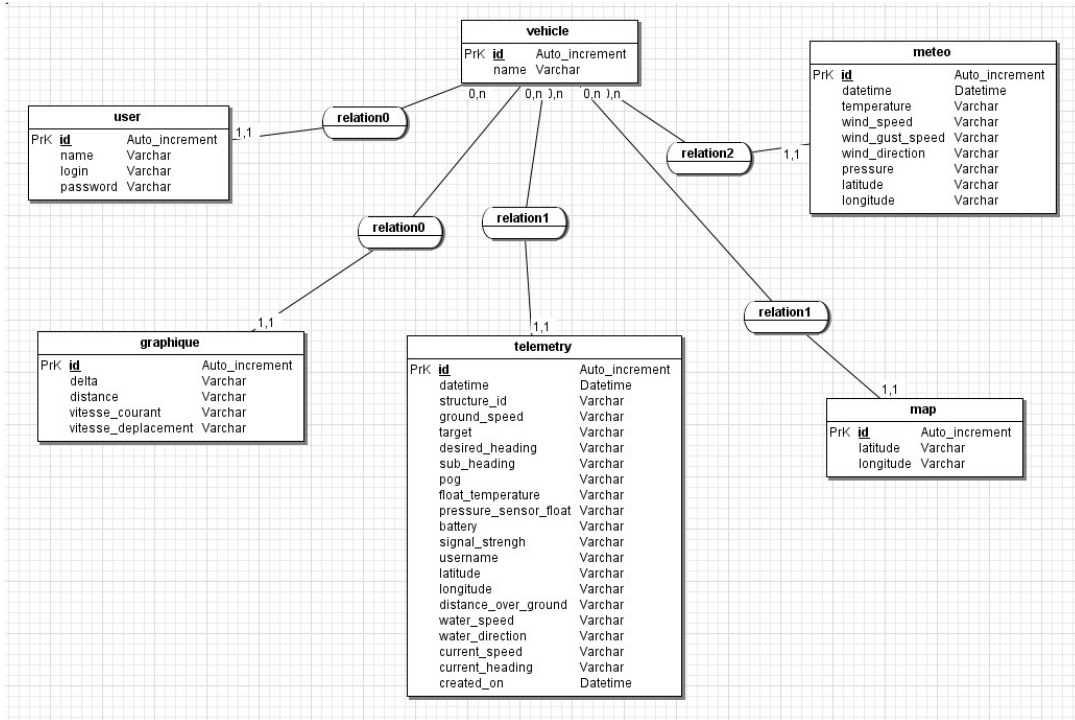 vehicle
PrK id Auto_increment
name Varchar
0,n 0,n ),n 0,n ),n
meteo
PrK id Auto_increment
datetime Datetime
temperature Varchar
wind_speed Varchar
wind_gust_speed Varchar
wind_direction Varchar
pressure Varchar
latitude Varchar
longitude Varchar
user
PrK id Auto_increment
name Varchar
login Varchar
password Varchar
1,1
relation0
relation2
1,1
relation0
relation1
relation1
1,1
1,1
1,1
graphique
PrK id Auto_increment
delta Varchar
distance Varchar
vitesse_courant Varchar
vitesse_deplacement Varchar
telemetry
PrK id Auto_increment
datetime Datetime
structure_id Varchar
ground_speed Varchar
target Varchar
desired_heading Varchar
sub_heading Varchar
pog Varchar
float_temperature Varchar
pressure_sensor_float Varchar
battery Varchar
signal_strengh Varchar
username Varchar
latitude Varchar
longitude Varchar
distance_over_ground Varchar
water_speed Varchar
water_direction Varchar
current_speed Varchar
current_heading Varchar
created_on Datetime
map
PrK id Auto_increment
latitude Varchar
longitude Varchar